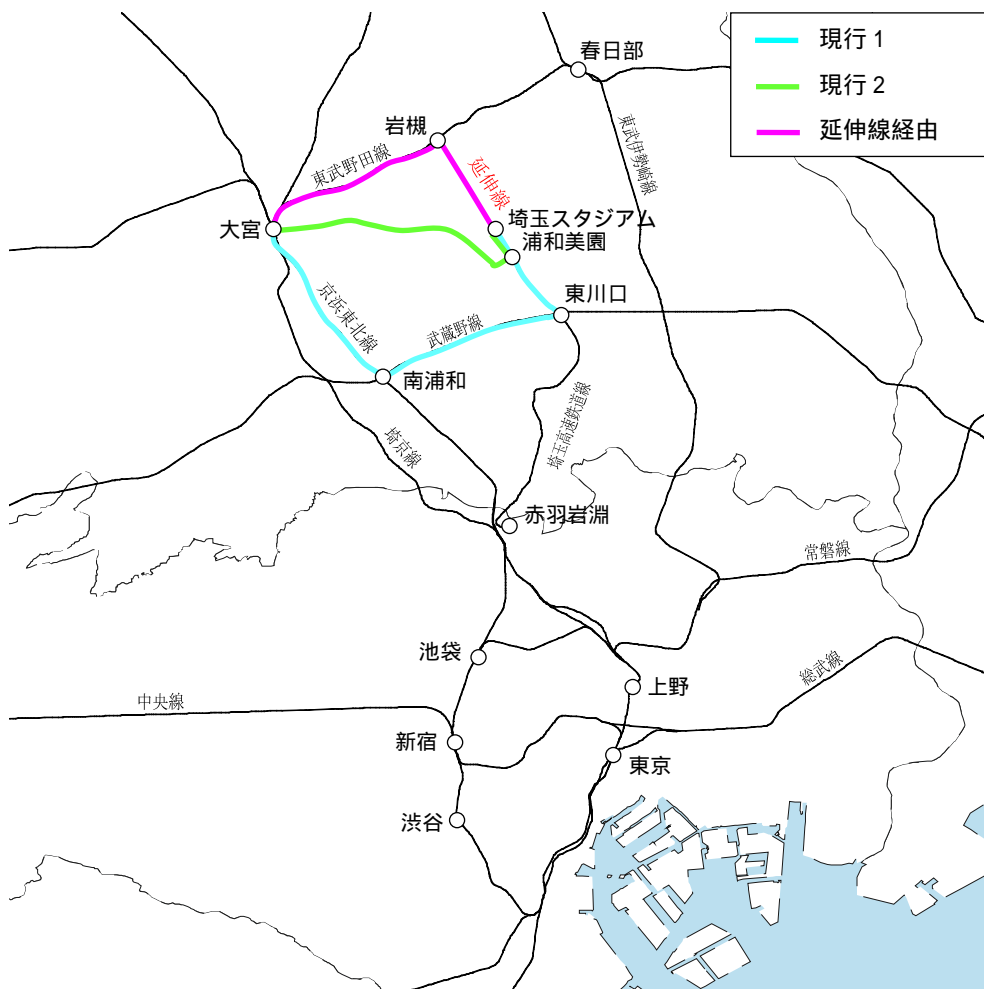 現行１
現行２
延伸線経由
春日部
岩槻
東武野田線
東武伊勢崎線
延伸線
埼玉スタジアム
大宮
浦和美園
京浜東北線
東川口
武蔵野線
南浦和
埼玉高速鉄道線
埼京線
赤羽岩淵
常磐線
池袋
総武線
上野
中央線
新宿
東京
渋谷